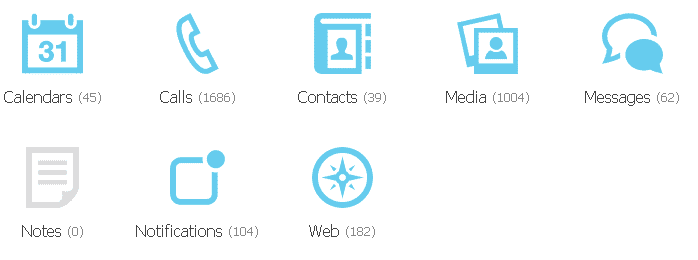 31
Calendars (45) Calls (1686) Contacts (39) Media (1004) Messages (62)
Notes (0) Notifications (104) Web (182)